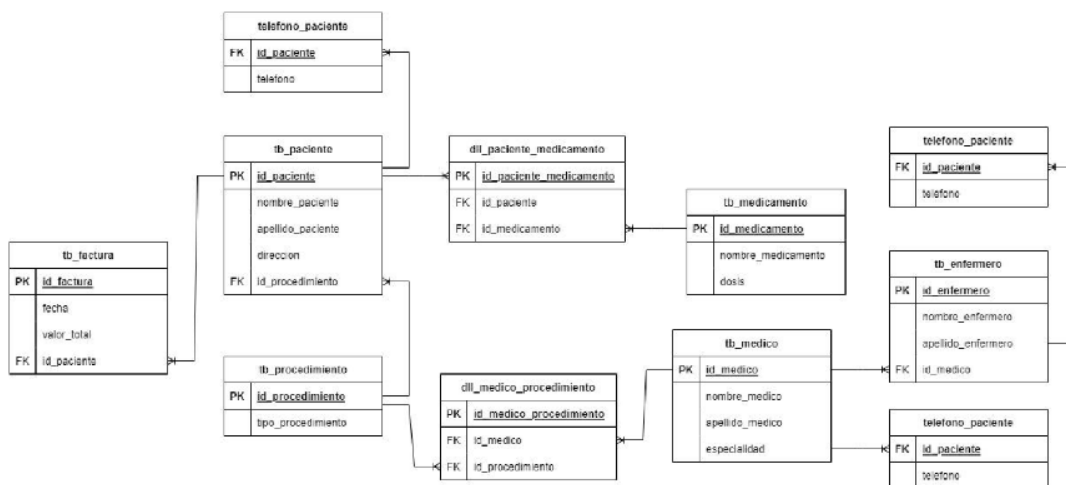 telefono_paciente
FK id_paciente
telefono
tb_paciente
PK id_paciente
nombre_paciente
apellido_paciente
direccion
FK id_procedimiento
dll_paciente_medicamento
PK id_paciente_medicamento
FK id_paciente
FK id_medicamento
tb_medicamento
PK id_medicamento
nombre_medicamento
dosis
tb_factura
PK id_factura
fecha
valor_total
FK id_paciente
tb_procedimiento
PK id_procedimiento
tipo_procedimiento
dll_medico_procedimiento
PK id_medico_procedimiento
FK id_medico
FK id_procedimiento
tb_medico
PK id_medico
nombre_medico
apellido_medico
especialidad
telefono_paciente
FK id_paciente
telefono
tb_enfermero
PK id_enfermero
nombre_enfermero
apellido_enfermero
FK id_medico
telefono_paciente
FK id_paciente
telefono